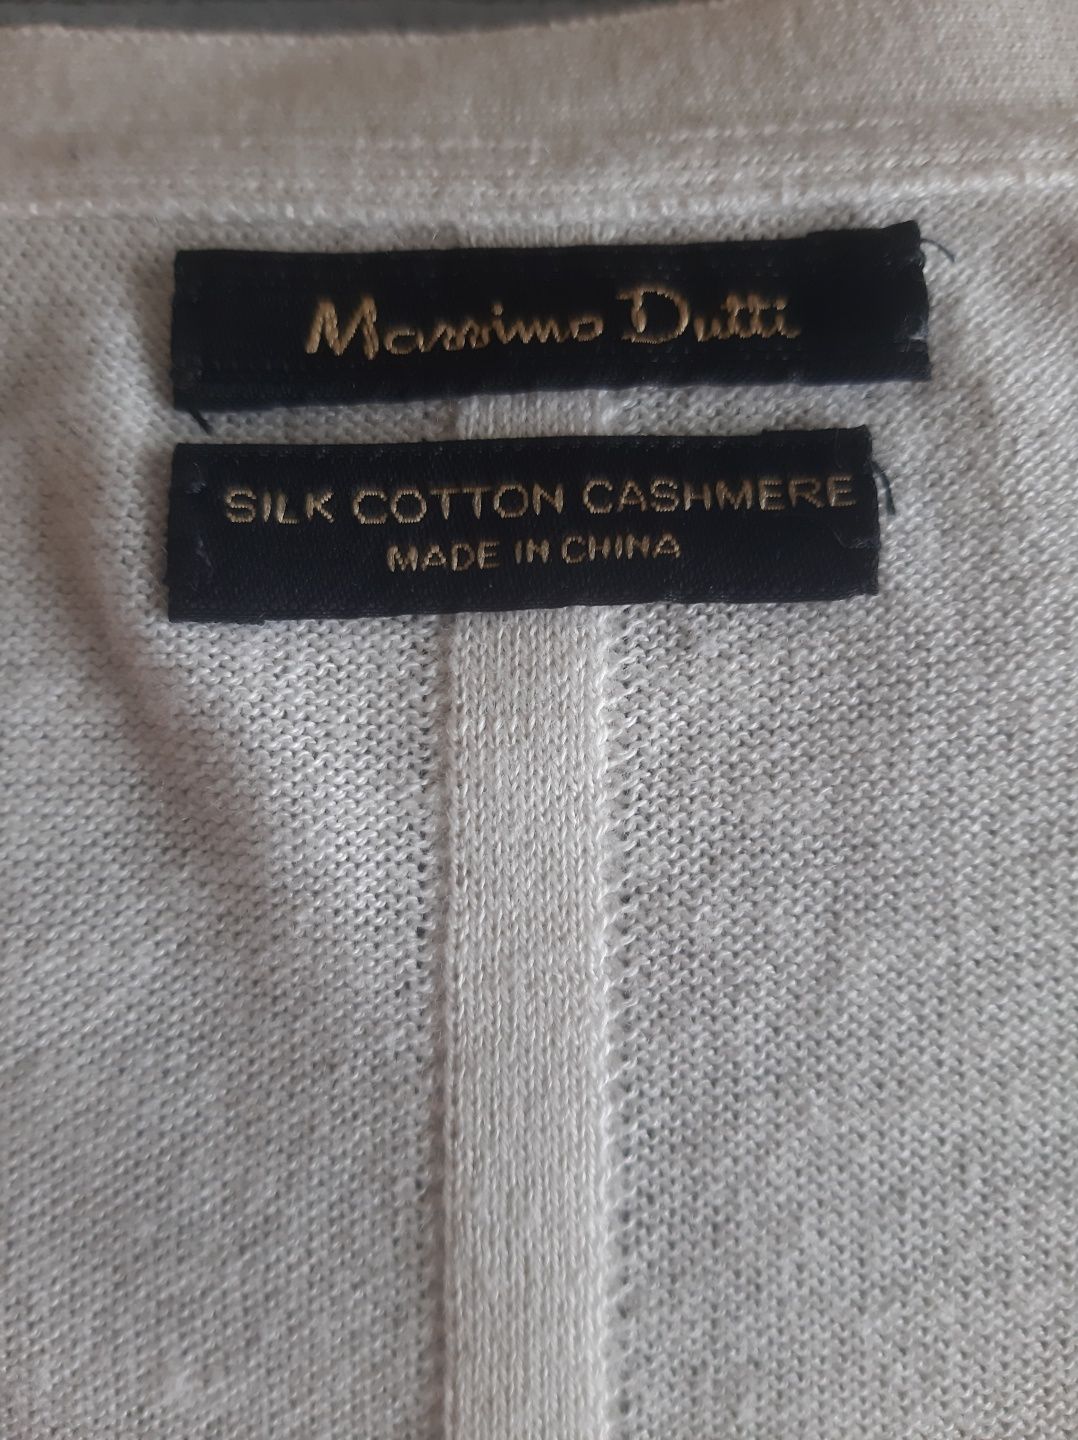 Massimo Dutti
SILK COTTON CASHMERE
MADE IN CHINA